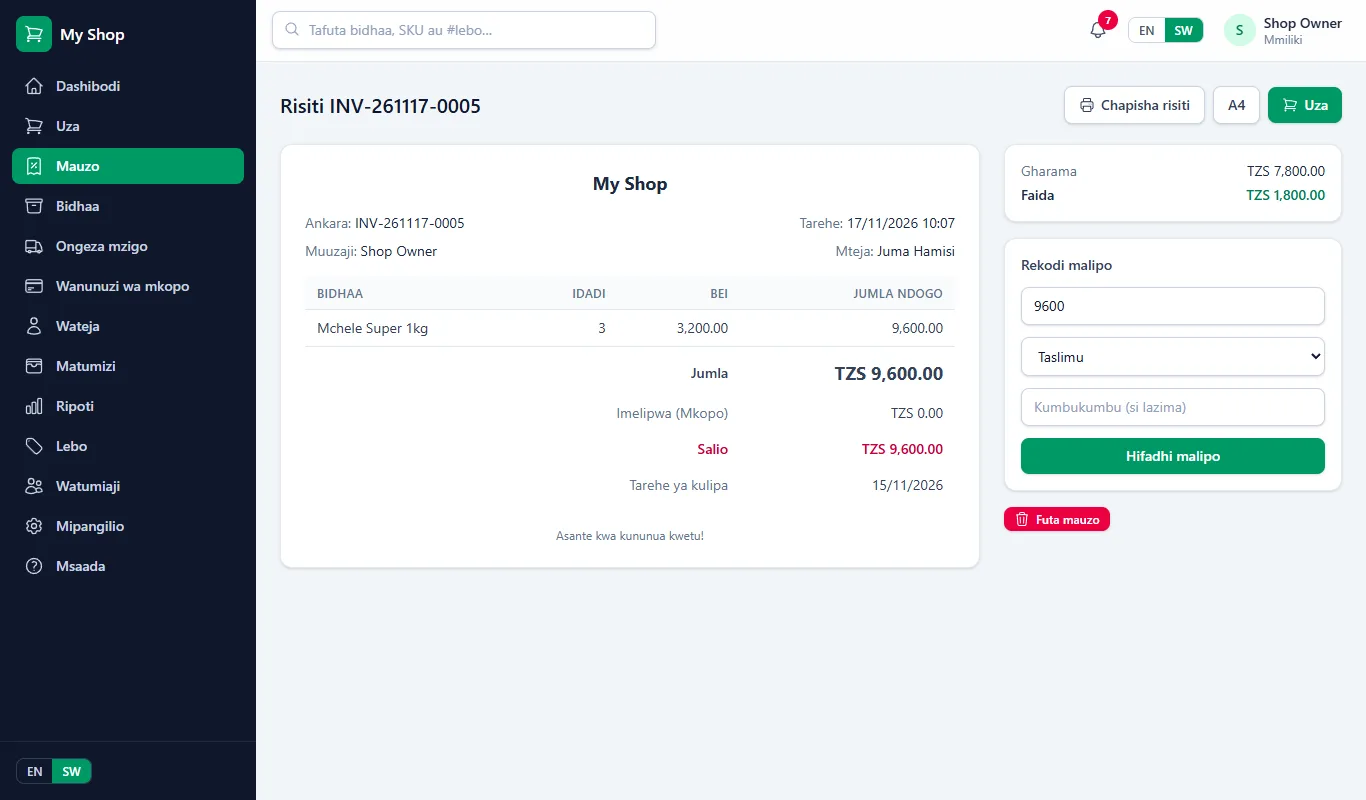 My Shop
Tafuta bidhaa, SKU au #lebo...
7
EN SW
S
Shop Owner
Mmiliki
Dashibodi
Uza
Mauzo
Bidhaa
Ongeza mzigo
Wanunuzi wa mkopo
Wateja
Matumizi
Ripoti
Lebo
Watumiaji
Mipangilio
Msaada
EN SW
Risiti INV-261117-0005
Chapisha risiti
A4
Uza
My Shop
Ankara: INV-261117-0005 Tarehe: 17/11/2026 10:07
Muuzaji: Shop Owner Mteja: Juma Hamisi
BIDHAA IDADI BEI JUMLA NDOGO
Mchele Super 1kg 3 3,200.00 9,600.00
Jumla TZS 9,600.00
Imelipwa (Mkopo) TZS 0.00
Salio TZS 9,600.00
Tarehe ya kulipa 15/11/2026
Asante kwa kununua kwetu!
Gharama TZS 7,800.00
Faida TZS 1,800.00
Rekodi malipo
9600
Taslimu
Kumbukumbu (si lazima)
Hifadhi malipo
Futa mauzo